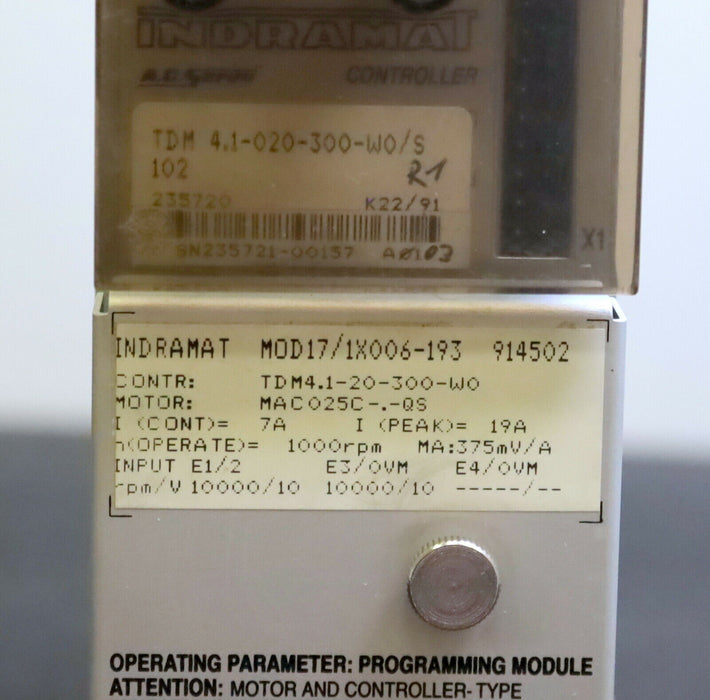 INDRAMAT
A.C. Servo CONTROLLER
TDM 4.1-020-300-W0/S
102 R1
235720 K22/91
SN235721-00157 A0103
X1
INDRAMAT MOD17/1X006-193 914502
CONTR: TDM4.1-20-300-W0
MOTOR: MAC025C-.-QS
I (CONT)= 7A I (PEAK)= 19A
n(OPERATE)= 1000rpm MA:375mV/A
INPUT E1/2 E3/0VM E4/0VM
rpm/V 10000/10 10000/10 -----/--
OPERATING PARAMETER: PROGRAMMING MODULE
ATTENTION: MOTOR AND CONTROLLER-TYPE